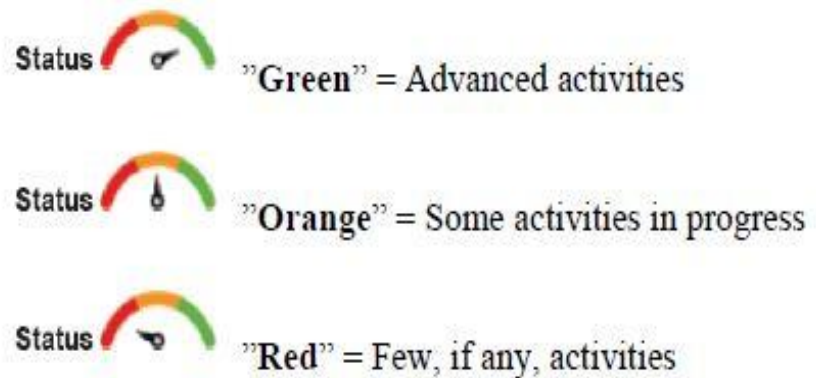 Status ”Green” = Advanced activities
Status ”Orange” = Some activities in progress
Status ”Red” = Few, if any, activities